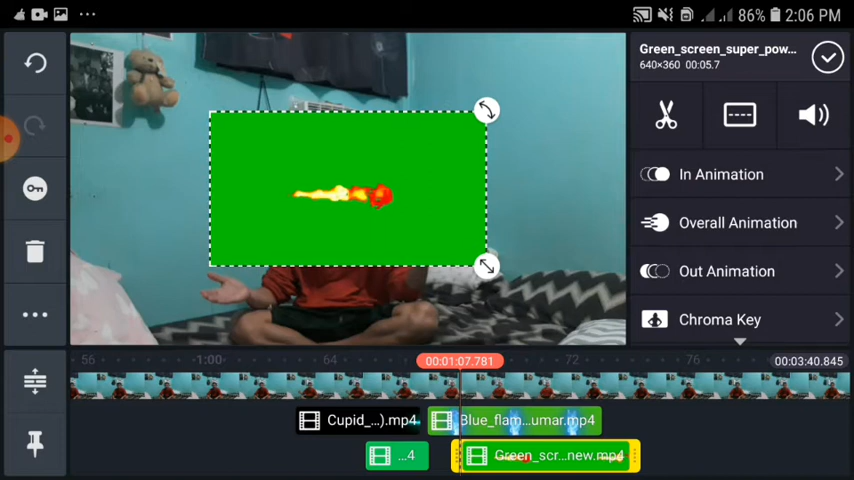 86% 2:06 PM
Green_screen_super_pow...
640×360 00:05.7
In Animation
Overall Animation
Out Animation
Chroma Key
56 -1:00 64 00:01:07.781 72 76 00:03:40.845
Cupid_...).mp4 Blue_flam...umar.mp4
...4 Green_scr...new.mp4